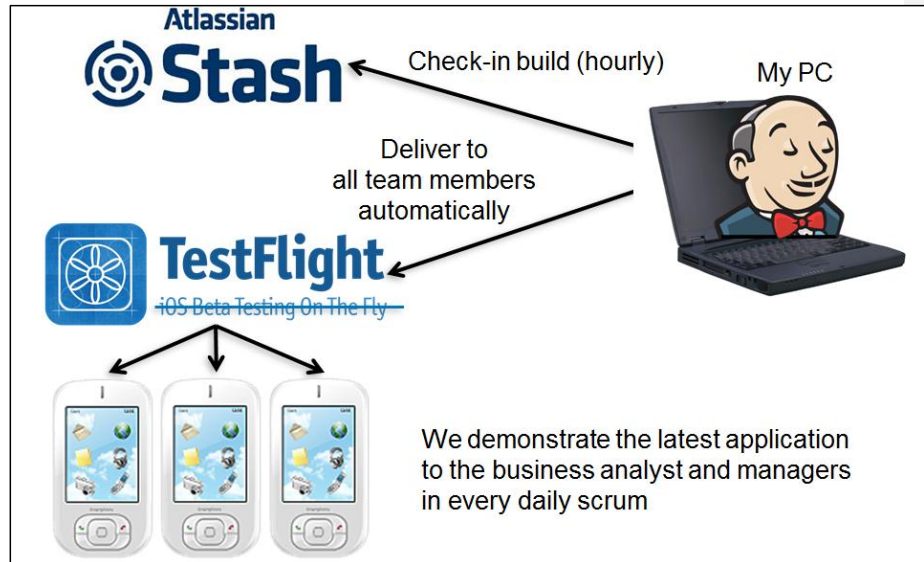 Atlassian
Stash
Check-in build (hourly)
My PC
Deliver to
all team members
automatically
TestFlight
iOS Beta Testing On The Fly
We demonstrate the latest application
to the business analyst and managers
in every daily scrum